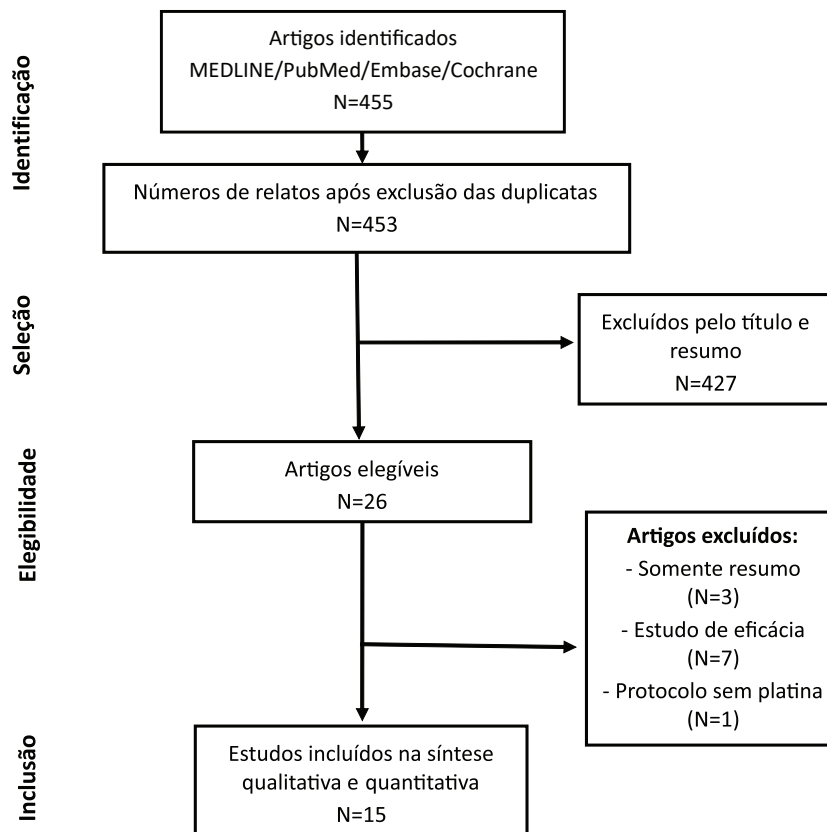 Identificação
Artigos identificados
MEDLINE/PubMed/Embase/Cochrane
N=455
Números de relatos após exclusão das duplicatas
N=453
Seleção
Excluídos pelo título e
resumo
N=427
Elegibilidade
Artigos elegíveis
N=26
Artigos excluídos:
- Somente resumo
(N=3)
- Estudo de eficácia
(N=7)
- Protocolo sem platina
(N=1)
Inclusão
Estudos incluídos na síntese
qualitativa e quantitativa
N=15